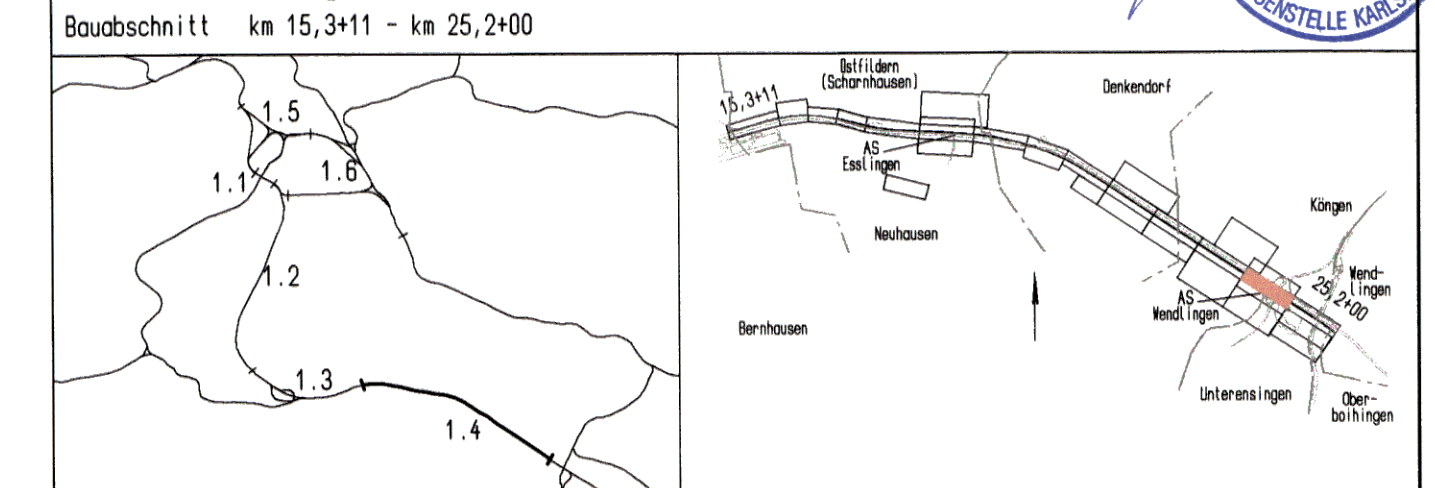 Bauabschnitt km 15,3+11 - km 25,2+00
1.5
1.1
1.6
1.2
1.3
1.4
Ostfildern
(Scharnhausen)
Denkendorf
15,3+11
AS
Esslingen
Neuhausen
Köngen
Wend-
lingen
25,2+00
AS
Wendlingen
Bernhausen
Unterensingen
Ober-
boihingen